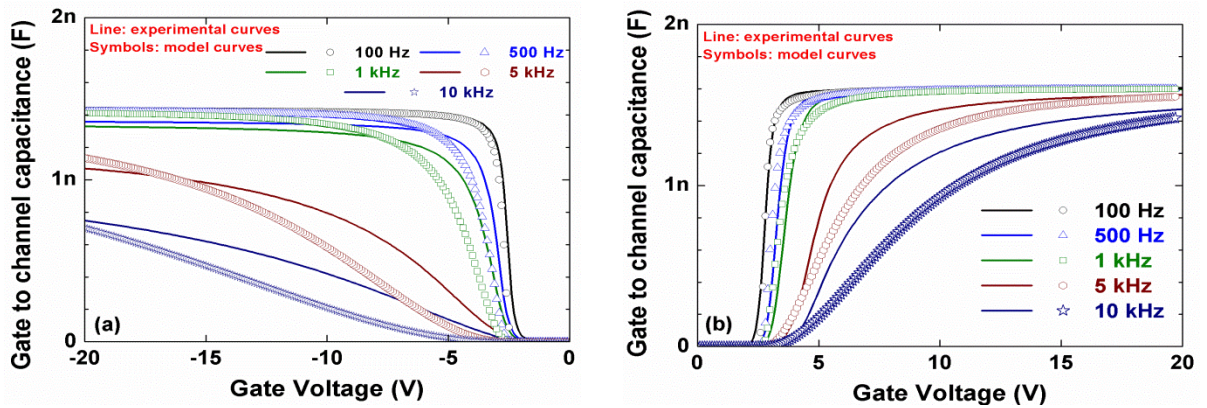 2n
Line: experimental curves
Symbols: model curves
100 Hz
500 Hz
1 kHz
5 kHz
10 kHz
1n
0
(a)
-20
-15
-10
-5
0
Gate Voltage (V)
Gate to channel capacitance (F)
2n
Line: experimental curves
Symbols: model curves
1n
100 Hz
500 Hz
1 kHz
5 kHz
10 kHz
(b)
0
0
5
10
15
20
Gate Voltage (V)
Gate to channel capacitance (F)